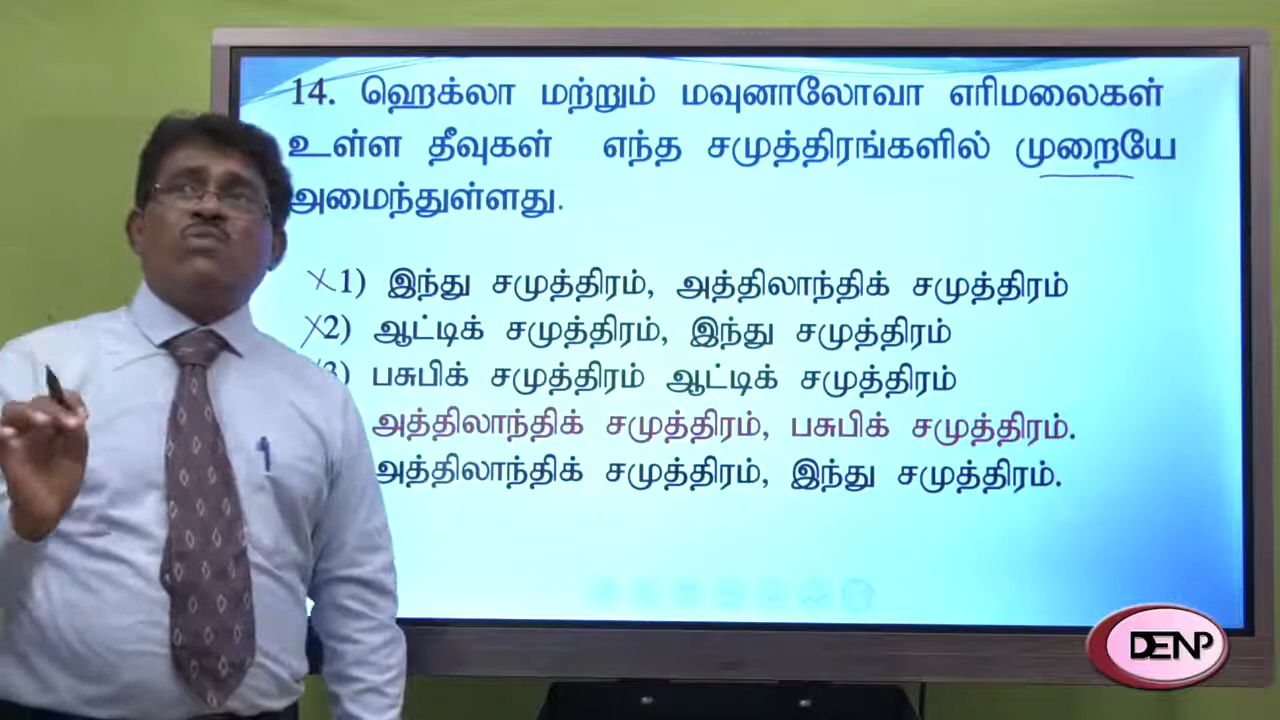 14. ஹெக்லா மற்றும் மவுனாலோவா எரிமலைகள்
உள்ள தீவுகள் எந்த சமுத்திரங்களில் முறையே
அமைந்துள்ளது.
1) இந்து சமுத்திரம், அத்திலாந்திக் சமுத்திரம்
2) ஆட்டிக் சமுத்திரம், இந்து சமுத்திரம்
3) பசுபிக் சமுத்திரம் ஆட்டிக் சமுத்திரம்
அத்திலாந்திக் சமுத்திரம், பசுபிக் சமுத்திரம்.
அத்திலாந்திக் சமுத்திரம், இந்து சமுத்திரம்.
DENP